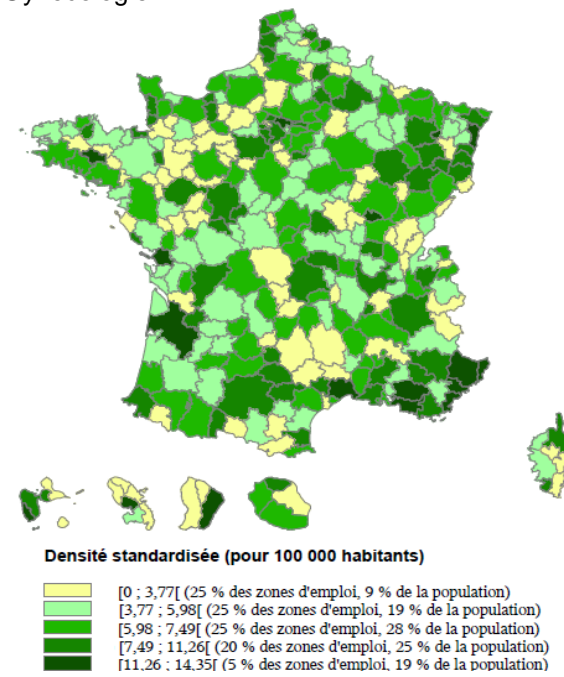 Densité standardisée (pour 100 000 habitants)
[0 ; 3,77[ (25 % des zones d'emploi, 9 % de la population)
[3,77 ; 5,98[ (25 % des zones d'emploi, 19 % de la population)
[5,98 ; 7,49[ (25 % des zones d'emploi, 28 % de la population)
[7,49 ; 11,26[ (20 % des zones d'emploi, 25 % de la population)
[11,26 ; 14,35[ (5 % des zones d'emploi, 19 % de la population)